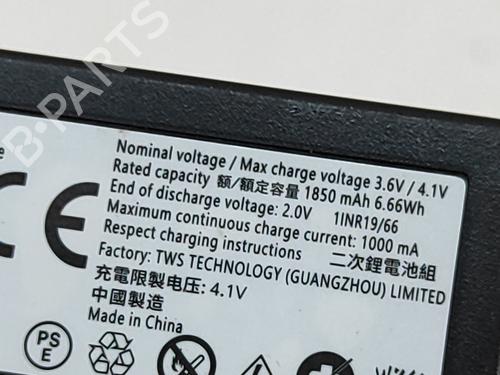 B-PARTS
e
Nominal voltage / Max charge voltage 3.6V / 4.1V
Rated capacity 额/額定容量 1850 mAh 6.66Wh
End of discharge voltage: 2.0V 1INR19/66
Maximum continuous charge current: 1000 mA
Respect charging instructions 二次鋰電池組
Factory: TWS TECHNOLOGY (GUANGZHOU) LIMITED
充電限製电压: 4.1V
中國製造
Made in China
CE
PS
E